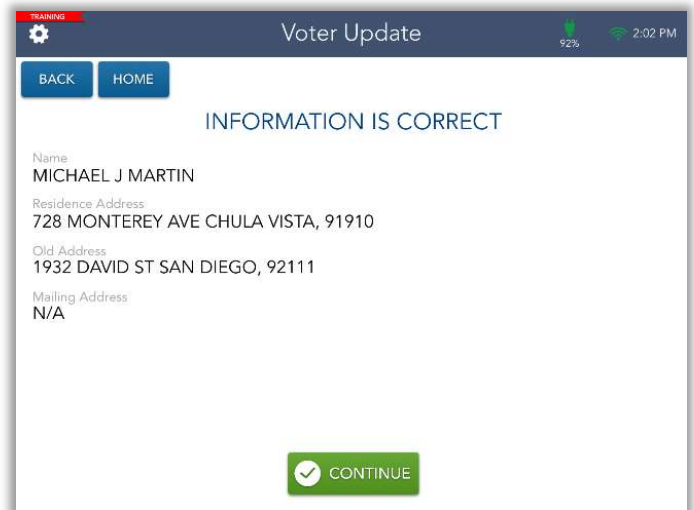 TRAINING
Voter Update
92%
2:02 PM
BACK
HOME
INFORMATION IS CORRECT
Name
MICHAEL J MARTIN
Residence Address
728 MONTEREY AVE CHULA VISTA, 91910
Old Address
1932 DAVID ST SAN DIEGO, 92111
Mailing Address
N/A
CONTINUE